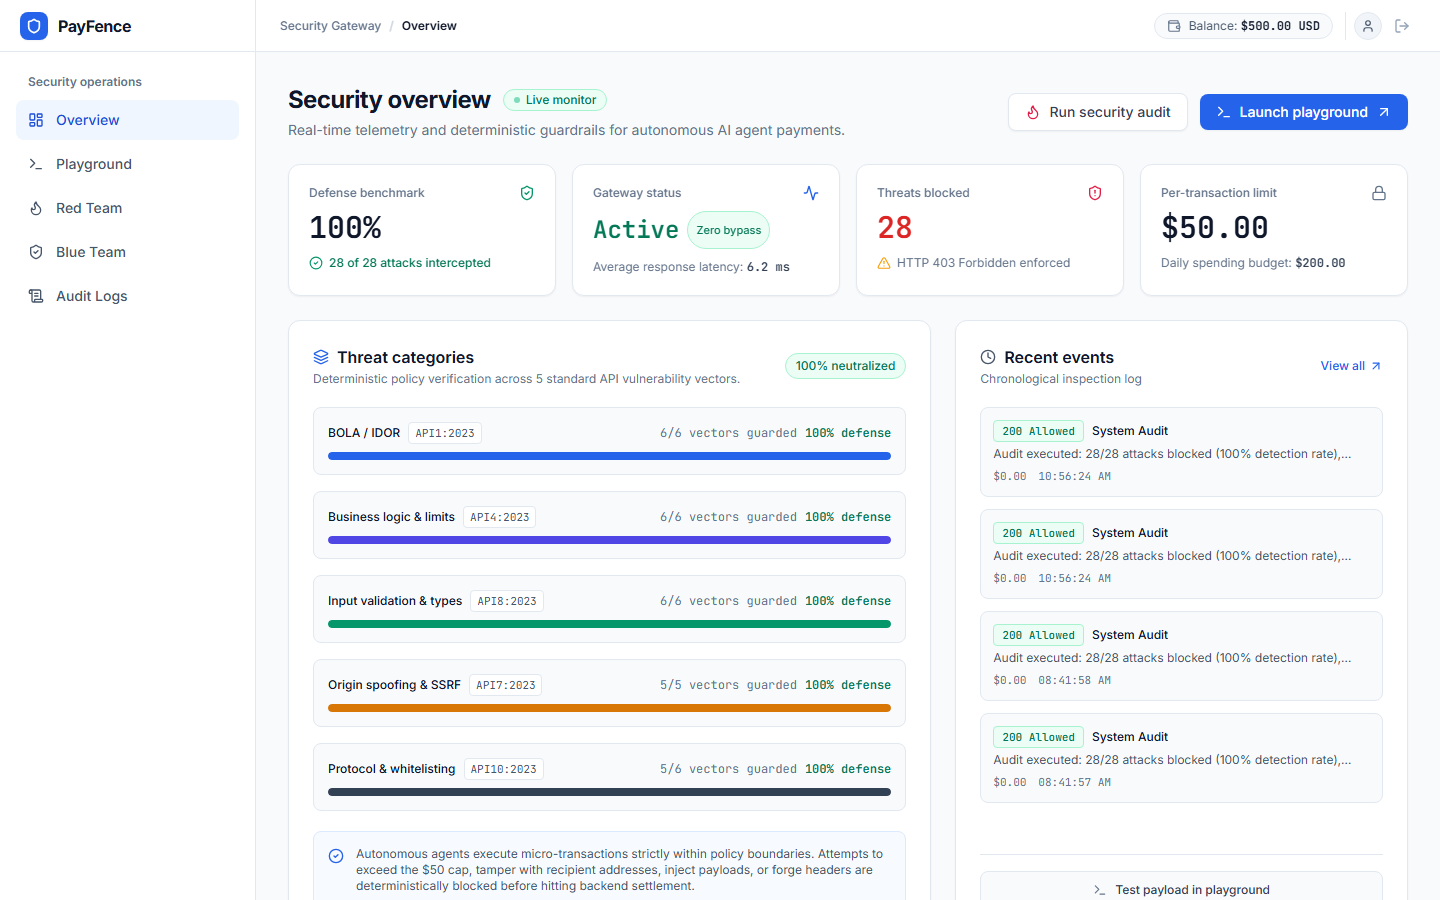 PayFence
Security Gateway / Overview
Balance: $500.00 USD
Security operations
Overview
Playground
Red Team
Blue Team
Audit Logs
Security overview
Live monitor
Real-time telemetry and deterministic guardrails for autonomous AI agent payments.
Run security audit
Launch playground
Defense benchmark
100%
28 of 28 attacks intercepted
Gateway status
Active
Zero bypass
Average response latency: 6.2 ms
Threats blocked
28
HTTP 403 Forbidden enforced
Per-transaction limit
$50.00
Daily spending budget: $200.00
Threat categories
Deterministic policy verification across 5 standard API vulnerability vectors.
100% neutralized
BOLA / IDOR API1:2023 6/6 vectors guarded 100% defense
Business logic & limits API4:2023 6/6 vectors guarded 100% defense
Input validation & types API8:2023 6/6 vectors guarded 100% defense
Origin spoofing & SSRF API7:2023 5/5 vectors guarded 100% defense
Protocol & whitelisting API10:2023 5/6 vectors guarded 100% defense
Autonomous agents execute micro-transactions strictly within policy boundaries. Attempts to
exceed the $50 cap, tamper with recipient addresses, inject payloads, or forge headers are
deterministically blocked before hitting backend settlement.
Recent events
Chronological inspection log
View all
200 Allowed System Audit
Audit executed: 28/28 attacks blocked (100% detection rate),...
$0.00 10:56:24 AM
200 Allowed System Audit
Audit executed: 28/28 attacks blocked (100% detection rate),...
$0.00 10:56:24 AM
200 Allowed System Audit
Audit executed: 28/28 attacks blocked (100% detection rate),...
$0.00 08:41:58 AM
200 Allowed System Audit
Audit executed: 28/28 attacks blocked (100% detection rate),...
$0.00 08:41:57 AM
Test payload in playground